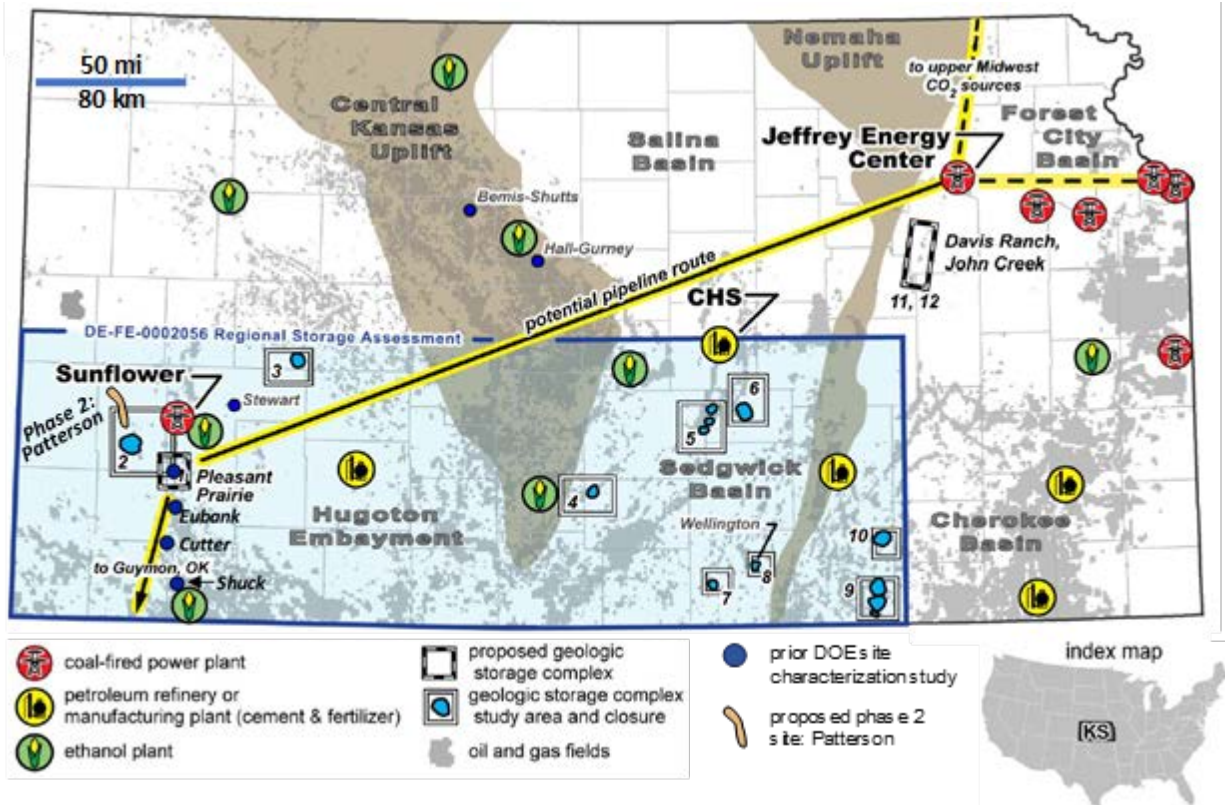 50 mi
80 km
Central
Kansas
Uplift
Nemaha
Uplift
to upper Midwest
CO2 sources
Forest
City
Basin
Salina
Basin
Jeffrey Energy
Center
Bemis-Shutts
Hall-Gurney
Davis Ranch,
John Creek
11, 12
potential pipeline route
CHS
DE-FE-0002056 Regional Storage Assessment
Sunflower
3
Stewart
Phase 2:
Patterson
2
1
Pleasant
Prairie
6
5
Sedgwick
Basin
4
Hugoton
Embayment
Eubank
Cutter
to Guymon, OK
Shuck
Wellington
8
7
10
9
Cherokee
Basin
coal-fired power plant
petroleum refinery or
manufacturing plant (cement & fertilizer)
ethanol plant
proposed geologic
storage complex
geologic storage complex
study area and closure
oil and gas fields
prior DOE site
characterization study
proposed phase 2
site: Patterson
index map
[KS]